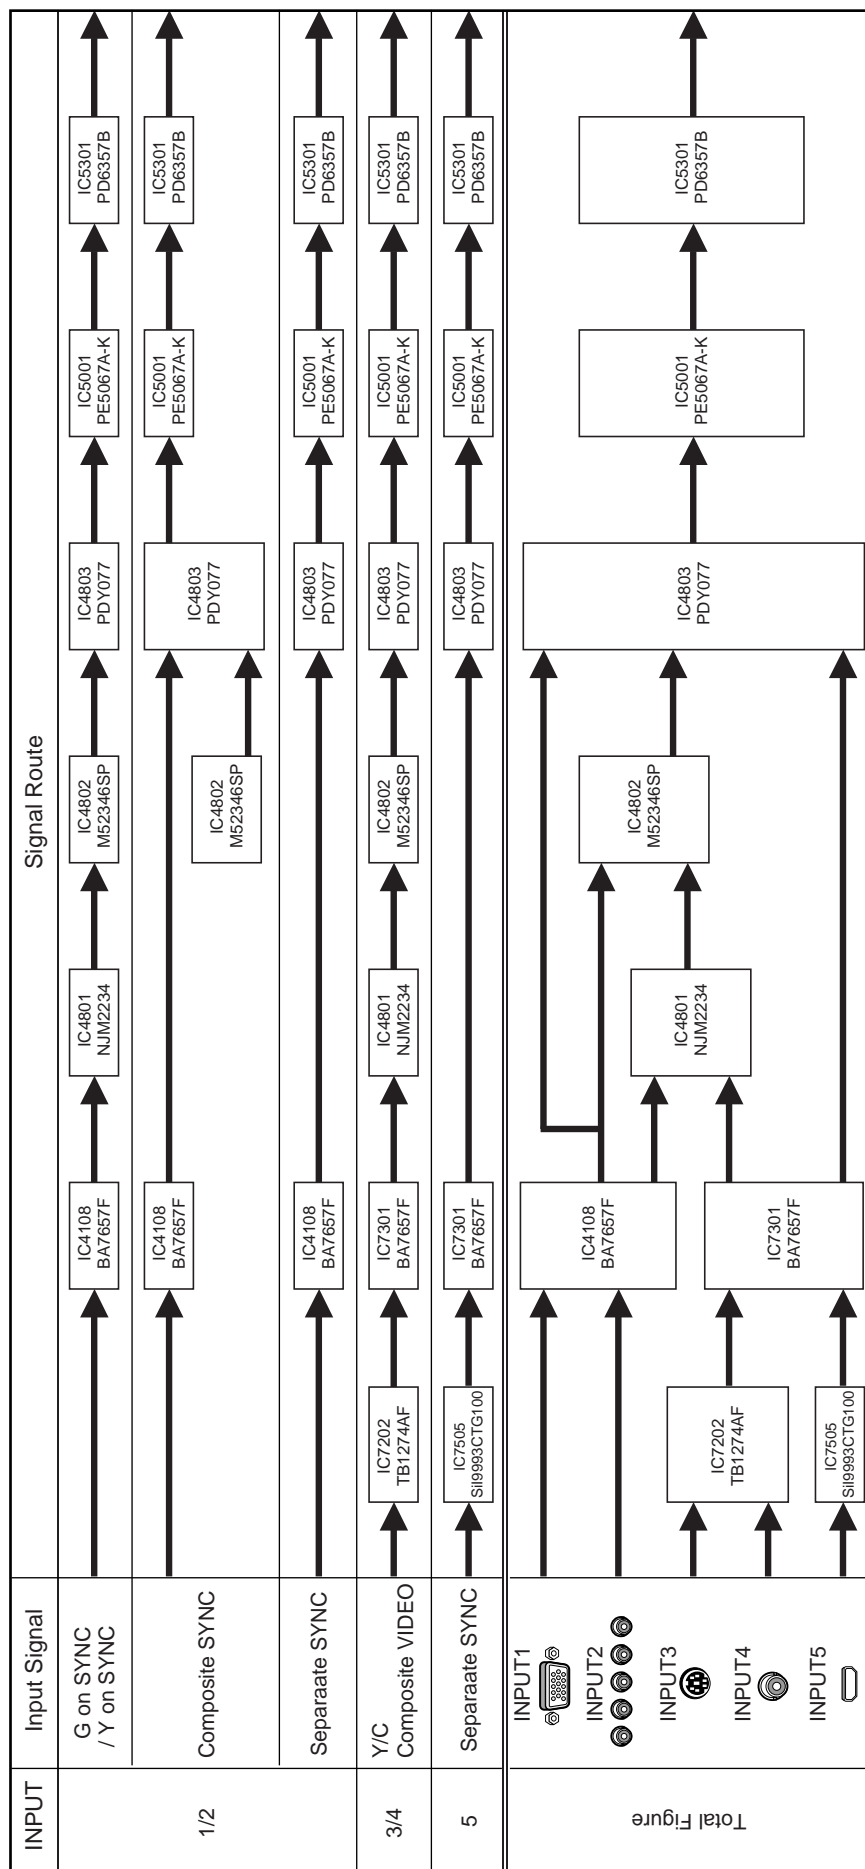 INPUT
Input Signal
Signal Route
1/2
G on SYNC
/ Y on SYNC
IC4108
BA7657F
IC4801
NJM2234
IC4802
M52346SP
IC4803
PDY077
IC5001
PE5067A-K
IC5301
PD6357B
Composite SYNC
IC4108
BA7657F
IC4802
M52346SP
IC4803
PDY077
IC5001
PE5067A-K
IC5301
PD6357B
Separaate SYNC
IC4108
BA7657F
IC4803
PDY077
IC5001
PE5067A-K
IC5301
PD6357B
3/4
Y/C
Composite VIDEO
IC7202
TB1274AF
IC7301
BA7657F
IC4801
NJM2234
IC4802
M52346SP
IC4803
PDY077
IC5001
PE5067A-K
IC5301
PD6357B
5
Separaate SYNC
IC7505
SiI9993CTG100
IC7301
BA7657F
IC4803
PDY077
IC5001
PE5067A-K
IC5301
PD6357B
Total Figure
INPUT1
INPUT2
INPUT3
INPUT4
INPUT5
IC7202
TB1274AF
IC7505
SiI9993CTG100
IC4108
BA7657F
IC7301
BA7657F
IC4801
NJM2234
IC4802
M52346SP
IC4803
PDY077
IC5001
PE5067A-K
IC5301
PD6357B